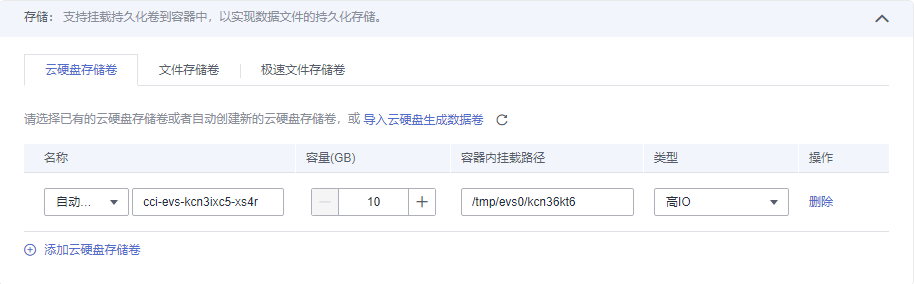 存储： 支持挂载持久化卷到容器中，以实现数据文件的持久化存储。
云硬盘存储卷 文件存储卷 极速文件存储卷
请选择已有的云硬盘存储卷或者自动创建新的云硬盘存储卷，或 导入云硬盘生成数据卷
名称 容量(GB) 容器内挂载路径 类型 操作
自动... cci-evs-kcn3ixc5-xs4r 10 /tmp/evs0/kcn36kt6 高IO 删除
添加云硬盘存储卷